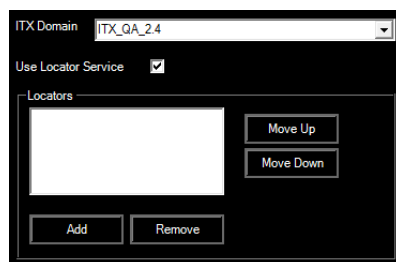 ITX Domain ITX_QA_2.4
Use Locator Service
Locators
Move Up
Move Down
Add Remove